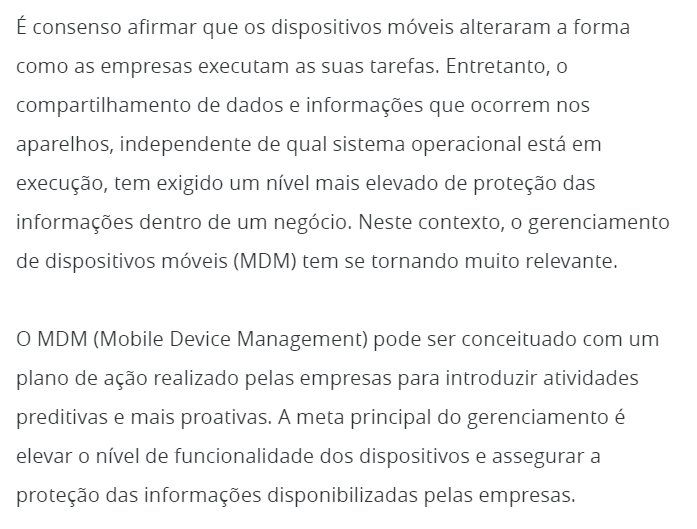 É consenso afirmar que os dispositivos móveis alteraram a forma
como as empresas executam as suas tarefas. Entretanto, o
compartilhamento de dados e informações que ocorrem nos
aparelhos, independente de qual sistema operacional está em
execução, tem exigido um nível mais elevado de proteção das
informações dentro de um negócio. Neste contexto, o gerenciamento
de dispositivos móveis (MDM) tem se tornando muito relevante.
O MDM (Mobile Device Management) pode ser conceituado com um
plano de ação realizado pelas empresas para introduzir atividades
preditivas e mais proativas. A meta principal do gerenciamento é
elevar o nível de funcionalidade dos dispositivos e assegurar a
proteção das informações disponibilizadas pelas empresas.